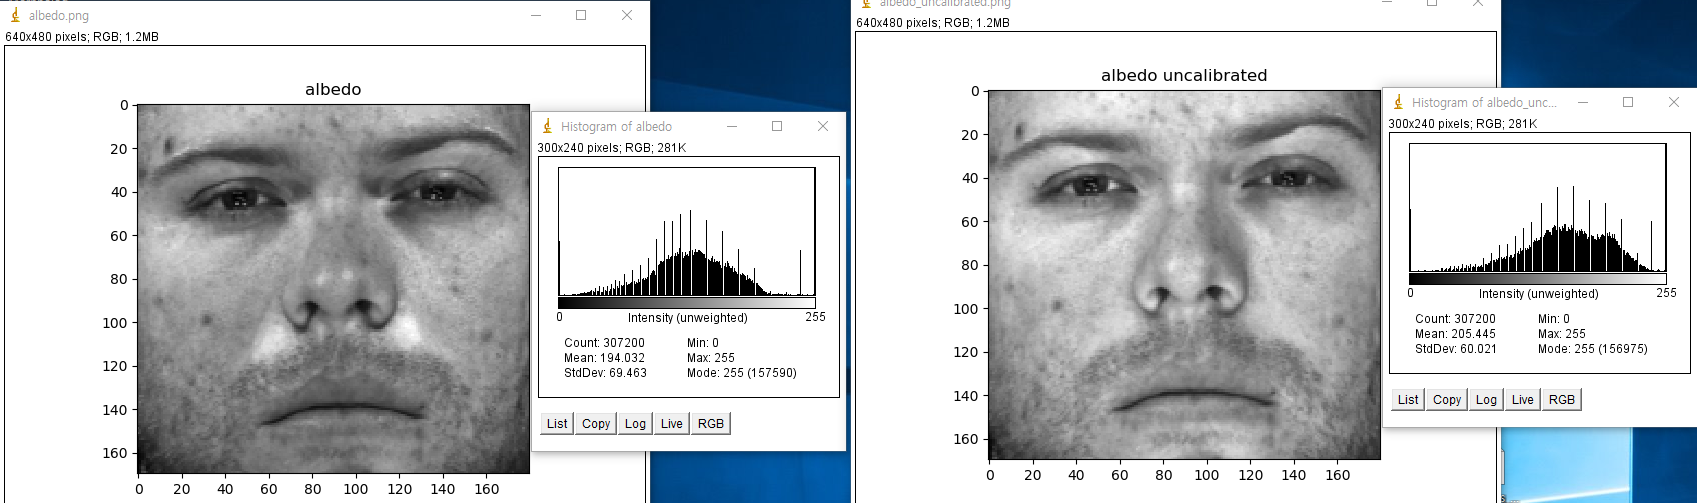 albedo.png
640x480 pixels; RGB; 1.2MB
albedo
0
20
40
60
80
100
120
140
160
0 20 40 60 80 100 120 140 160
Histogram of albedo
300x240 pixels; RGB; 281K
0 Intensity (unweighted) 255
Count: 307200 Min: 0
Mean: 194.032 Max: 255
StdDev: 69.463 Mode: 255 (157590)
List Copy Log Live RGB
albedo_uncalibrated.png
640x480 pixels; RGB; 1.2MB
albedo uncalibrated
0
20
40
60
80
100
120
140
160
0 20 40 60 80 100 120 140 160
Histogram of albedo_unc...
300x240 pixels; RGB; 281K
0 Intensity (unweighted) 255
Count: 307200 Min: 0
Mean: 205.445 Max: 255
StdDev: 60.021 Mode: 255 (156975)
List Copy Log Live RGB